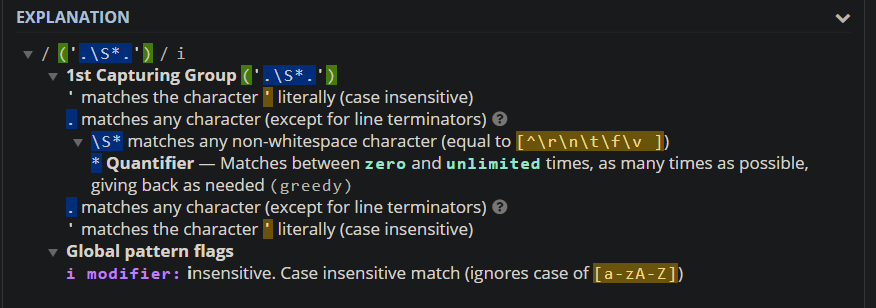 EXPLANATION
/ ('.\S*.') / i
1st Capturing Group ('.\S*.')
' matches the character ' literally (case insensitive)
. matches any character (except for line terminators)
\S* matches any non-whitespace character (equal to [^\r\n\t\f\v ])
* Quantifier — Matches between zero and unlimited times, as many times as possible,
giving back as needed (greedy)
. matches any character (except for line terminators)
' matches the character ' literally (case insensitive)
Global pattern flags
i modifier: insensitive. Case insensitive match (ignores case of [a-zA-Z])